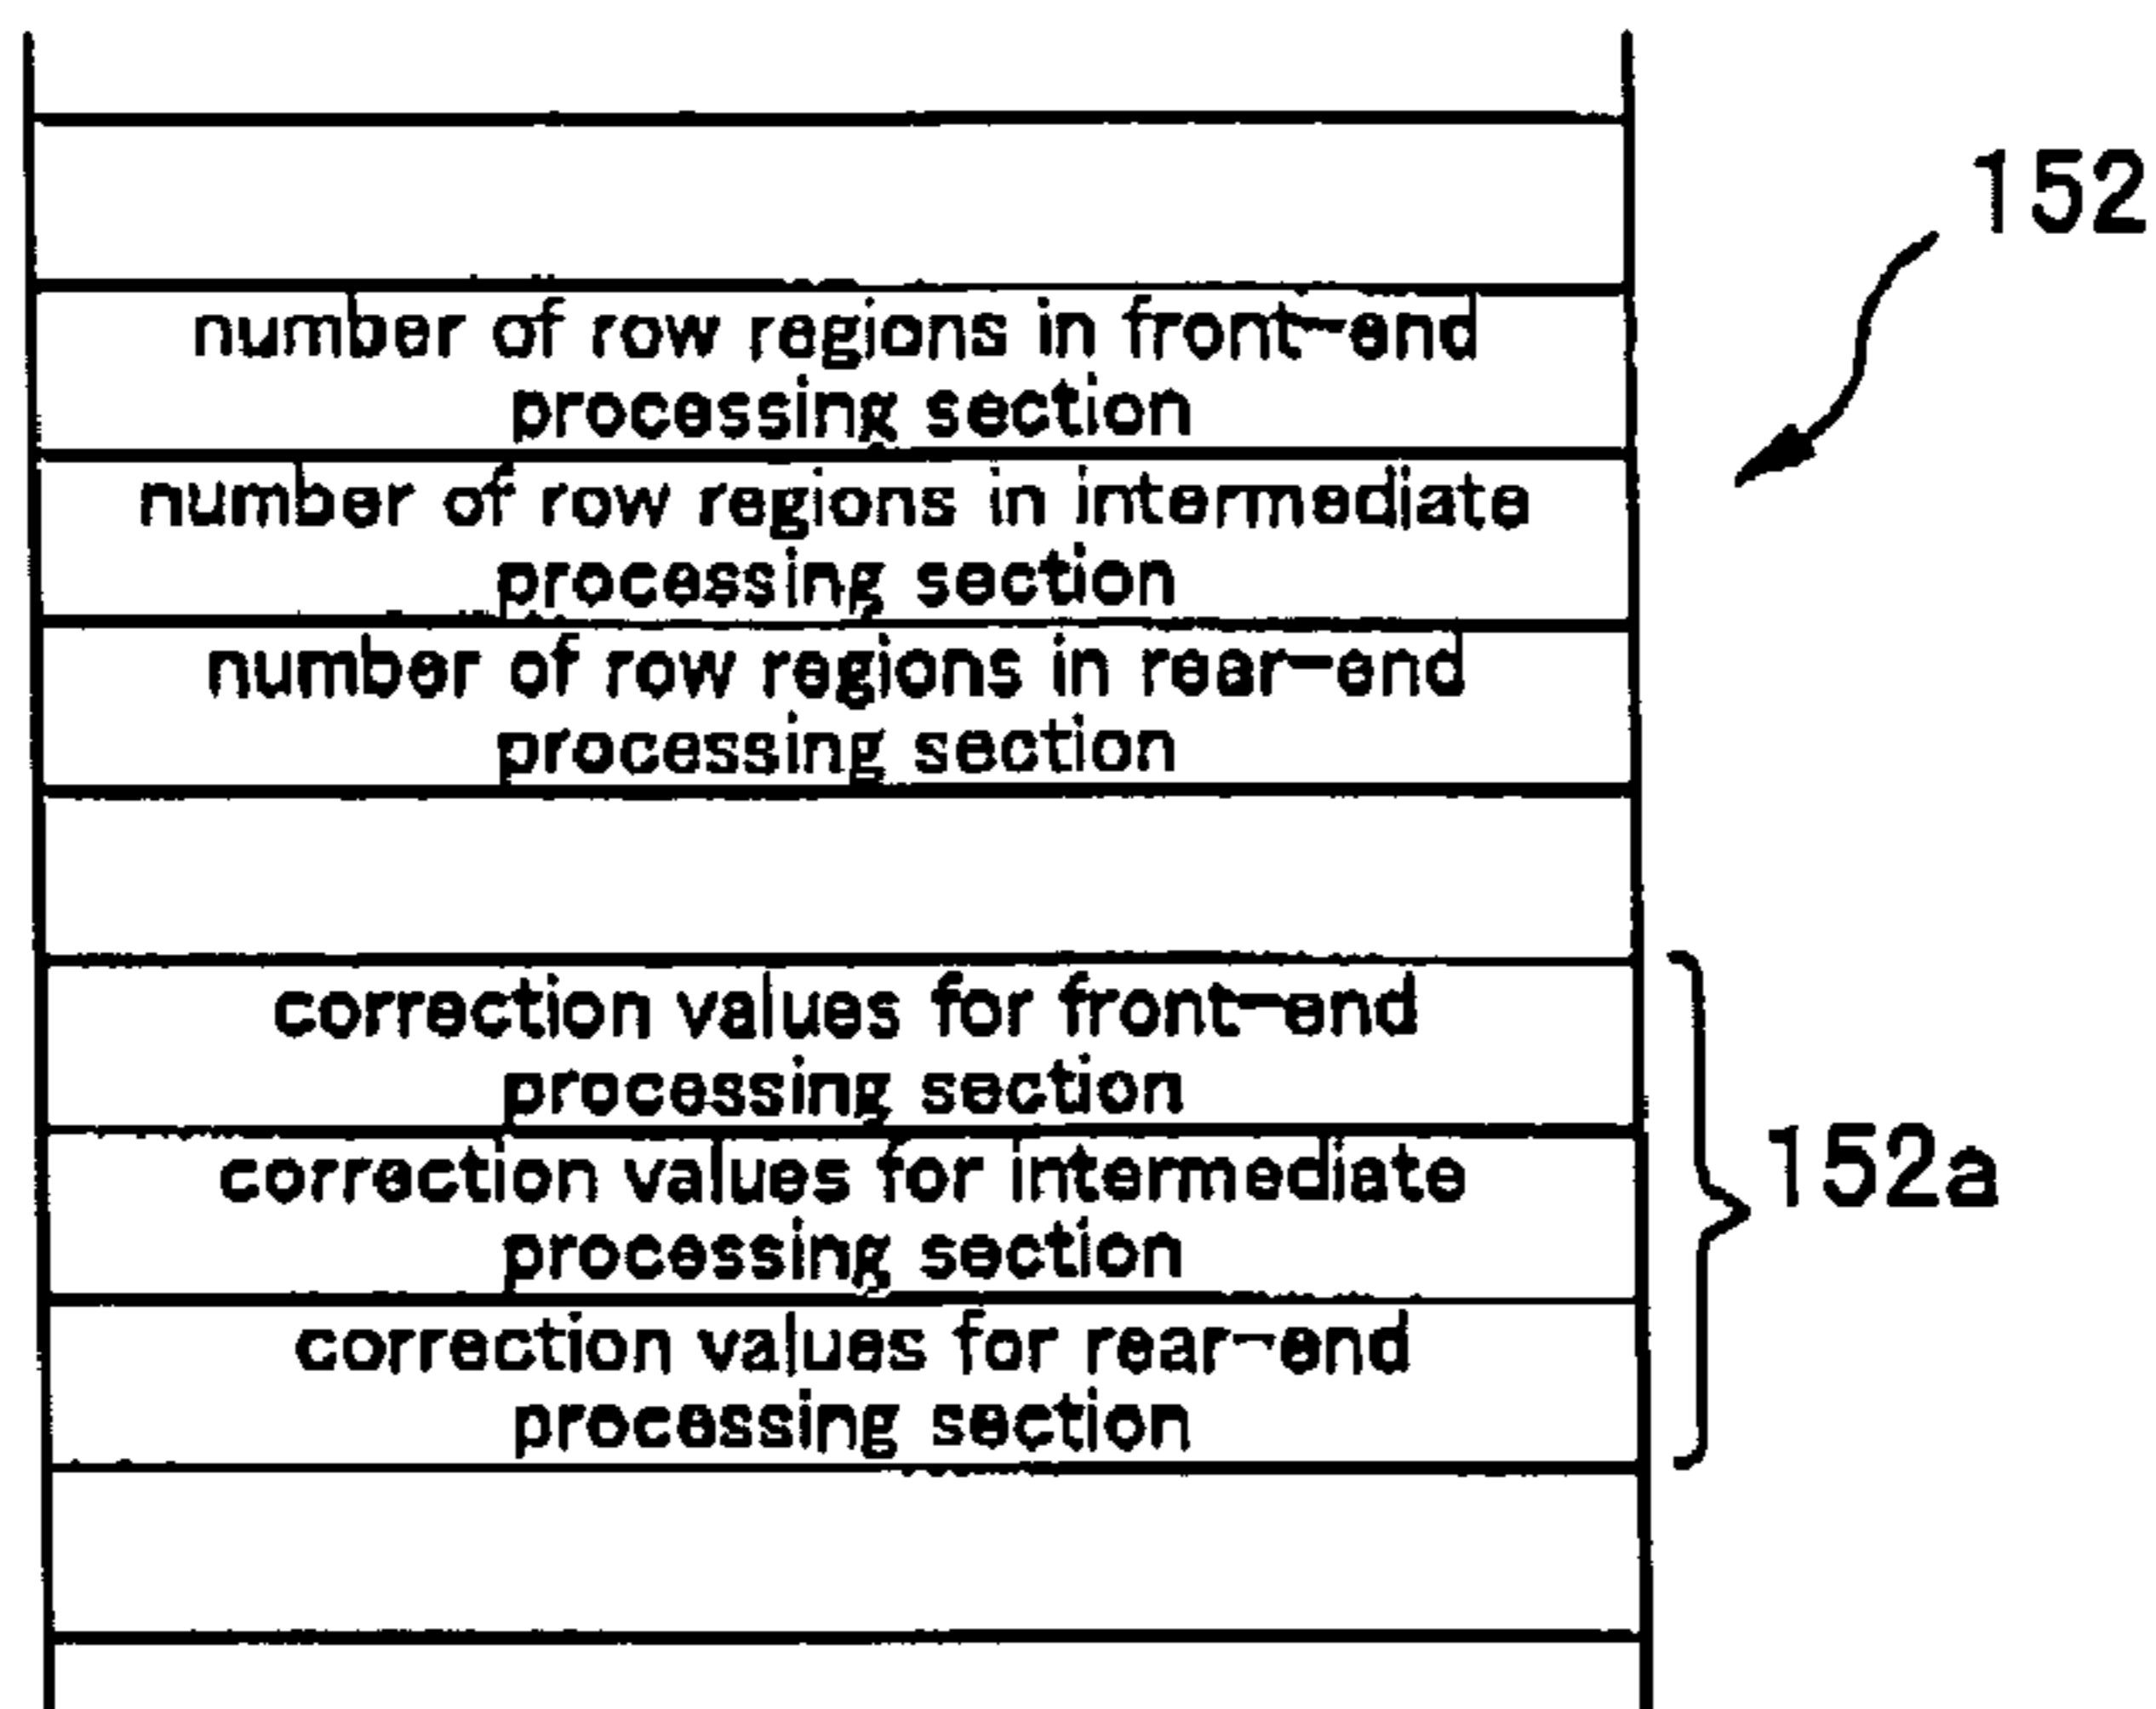 152
number of row regions in front-end
processing section
number of row regions in intermediate
processing section
number of row regions in rear-end
processing section
correction values for front-end
processing section
correction values for intermediate
processing section
152a
correction values for rear-end
processing section